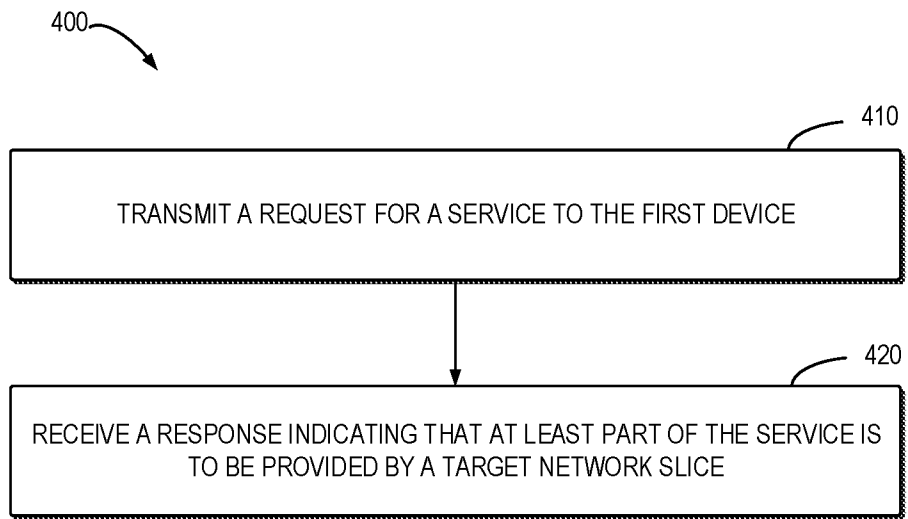 400
410
TRANSMIT A REQUEST FOR A SERVICE TO THE FIRST DEVICE
420
RECEIVE A RESPONSE INDICATING THAT AT LEAST PART OF THE SERVICE IS
TO BE PROVIDED BY A TARGET NETWORK SLICE